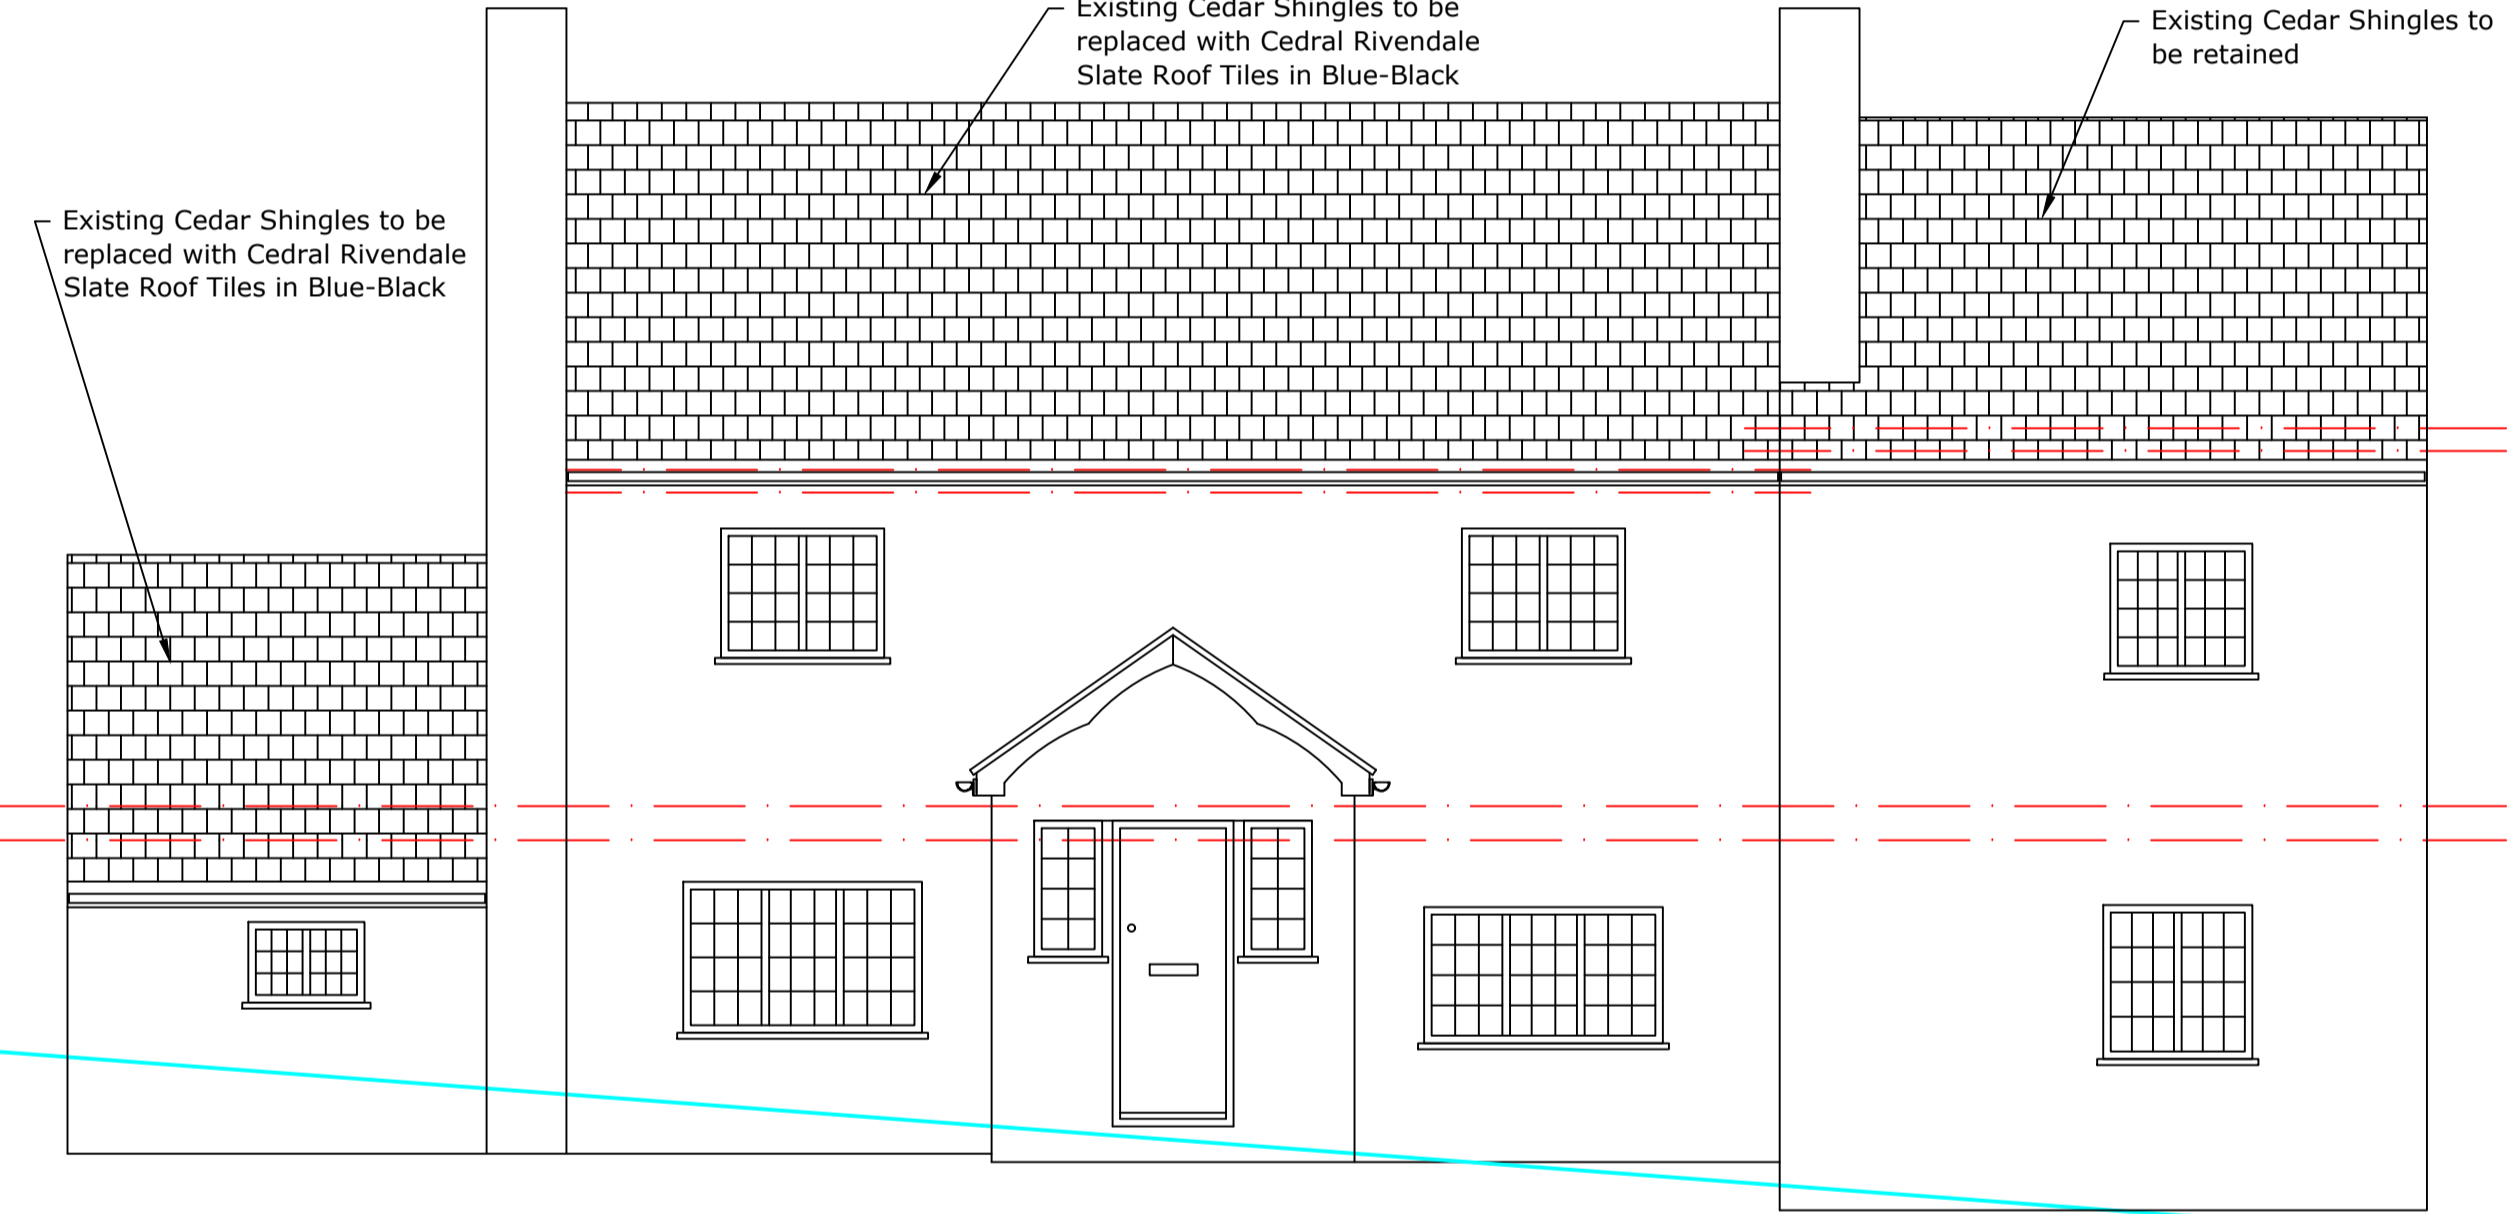 Existing Cedar Shingles to be
replaced with Cedral Rivendale
Slate Roof Tiles in Blue-Black
Existing Cedar Shingles to
be retained
Existing Cedar Shingles to be
replaced with Cedral Rivendale
Slate Roof Tiles in Blue-Black